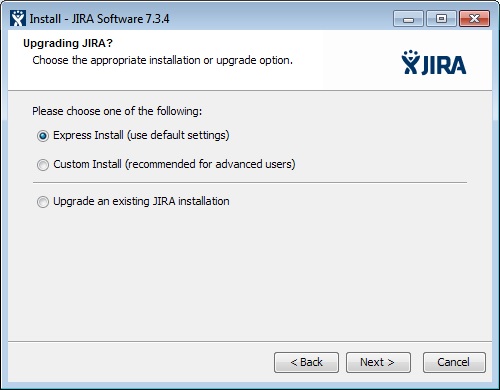 Install - JIRA Software 7.3.4
Upgrading JIRA?
Choose the appropriate installation or upgrade option.
JIRA
Please choose one of the following:
Express Install (use default settings)
Custom Install (recommended for advanced users)
Upgrade an existing JIRA installation
< Back
Next >
Cancel